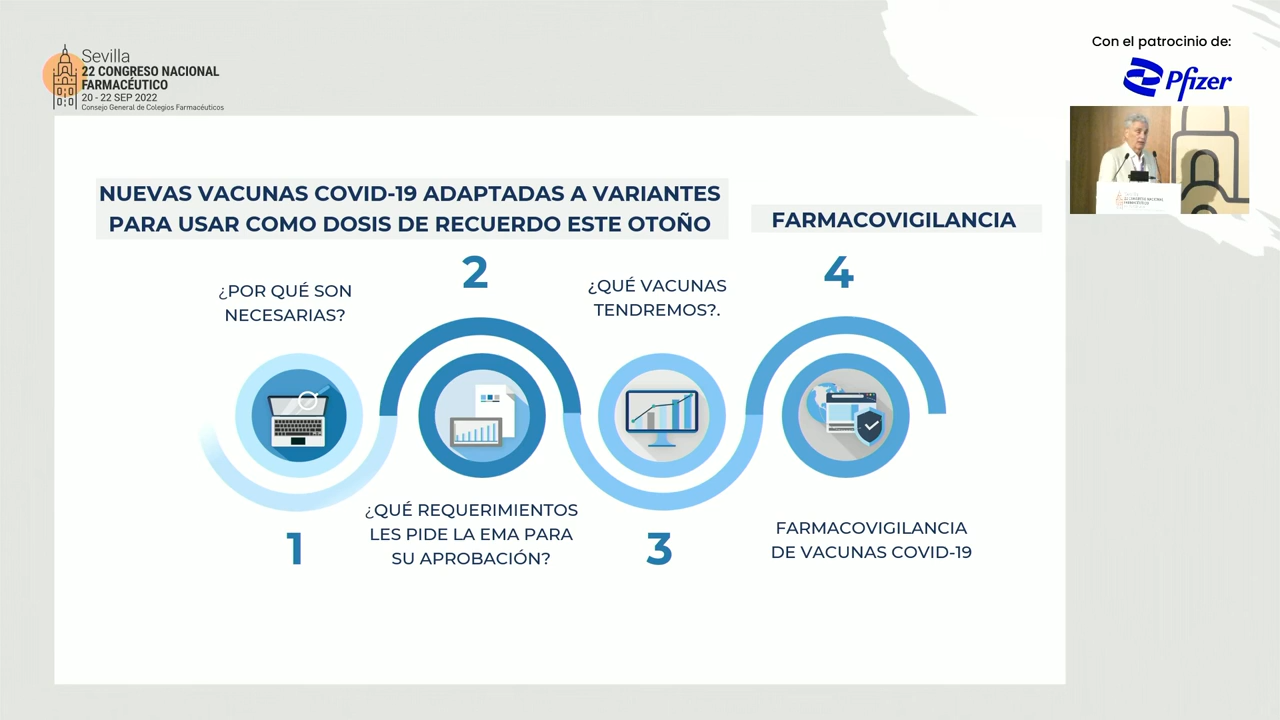 Sevilla
22 CONGRESO NACIONAL
FARMACÉUTICO
20 - 22 SEP 2022
Consejo General de Colegios Farmacéuticos
Con el patrocinio de:
Pfizer
NUEVAS VACUNAS COVID-19 ADAPTADAS A VARIANTES
PARA USAR COMO DOSIS DE RECUERDO ESTE OTOÑO
FARMACOVIGILANCIA
¿POR QUÉ SON
NECESARIAS?
1
2
¿QUÉ REQUERIMIENTOS
LES PIDE LA EMA PARA
SU APROBACIÓN?
¿QUÉ VACUNAS
TENDREMOS?.
3
4
FARMACOVIGILANCIA
DE VACUNAS COVID-19